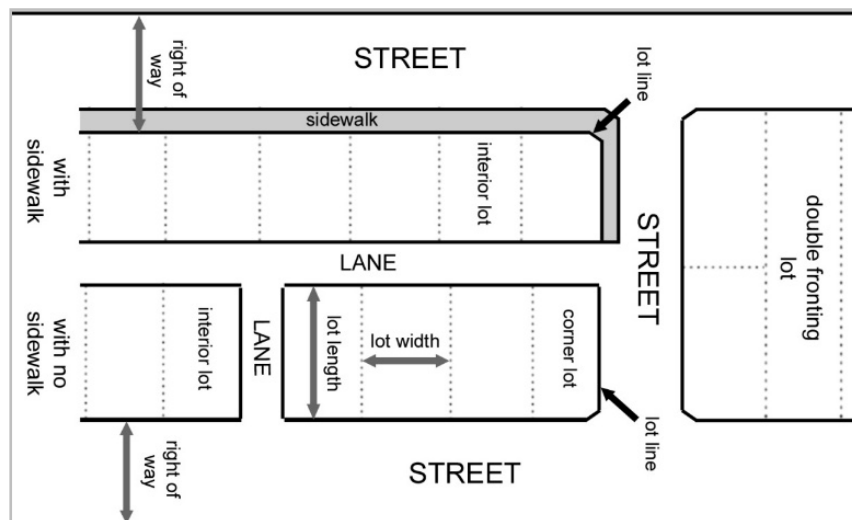 right of
way
STREET
lot line
sidewalk
with
sidewalk
interior lot
STREET
double fronting
lot
LANE
with no
sidewalk
interior lot
LANE
lot length
lot width
corner lot
lot line
right of
way
STREET